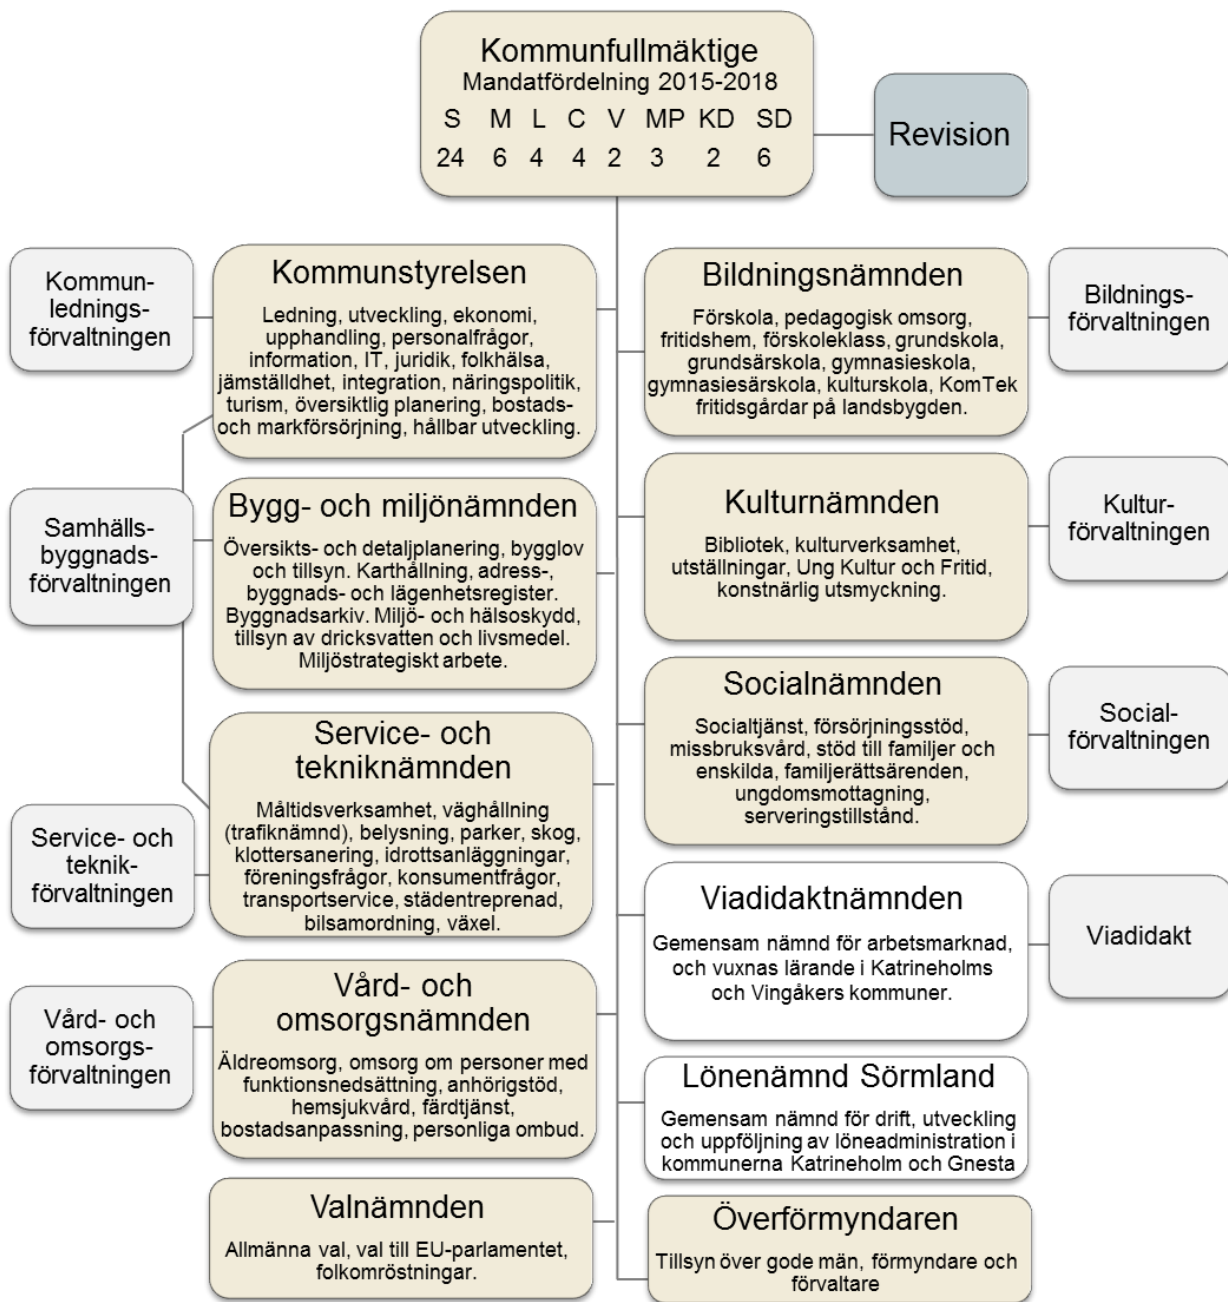 Kommunfullmäktige
Mandatfördelning 2015-2018
S M L C V MP KD SD
24 6 4 4 2 3 2 6
Revision
Kommun-
lednings-
förvaltningen
Kommunstyrelsen
Ledning, utveckling, ekonomi,
upphandling, personalfrågor,
information, IT, juridik, folkhälsa,
jämställdhet, integration, näringspolitik,
turism, översiktlig planering, bostads-
och markförsörjning, hållbar utveckling.
Bildningsnämnden
Förskola, pedagogisk omsorg,
fritidshem, förskoleklass, grundskola,
grundsärskola, gymnasieskola,
gymnasiesärskola, kulturskola, KomTek
fritidsgårdar på landsbygden.
Bildnings-
förvaltningen
Samhälls-
byggnads-
förvaltningen
Bygg- och miljönämnden
Översikts- och detaljplanering, bygglov
och tillsyn. Karthållning, adress-,
byggnads- och lägenhetsregister.
Byggnadsarkiv. Miljö- och hälsoskydd,
tillsyn av dricksvatten och livsmedel.
Miljöstrategiskt arbete.
Kulturnämnden
Bibliotek, kulturverksamhet,
utställningar, Ung Kultur och Fritid,
konstnärlig utsmyckning.
Kultur-
förvaltningen
Service- och
teknik-
förvaltningen
Service- och
tekniknämnden
Måltidsverksamhet, väghållning
(trafiknämnd), belysning, parker, skog,
klottersanering, idrottsanläggningar,
föreningsfrågor, konsumentfrågor,
transportservice, städentreprenad,
bilsamordning, växel.
Socialnämnden
Socialtjänst, försörjningsstöd,
missbruksvård, stöd till familjer och
enskilda, familjerättsärenden,
ungdomsmottagning,
serveringstillstånd.
Social-
förvaltningen
Viadidaktnämnden
Gemensam nämnd för arbetsmarknad,
och vuxnas lärande i Katrineholms
och Vingåkers kommuner.
Viadidakt
Vård- och
omsorgs-
förvaltningen
Vård- och
omsorgsnämnden
Äldreomsorg, omsorg om personer med
funktionsnedsättning, anhörigstöd,
hemsjukvård, färdtjänst,
bostadsanpassning, personliga ombud.
Lönenämnd Sörmland
Gemensam nämnd för drift, utveckling
och uppföljning av löneadministration i
kommunerna Katrineholm och Gnesta
Valnämnden
Allmänna val, val till EU-parlamentet,
folkomröstningar.
Överförmyndaren
Tillsyn över gode män, förmyndare och
förvaltare